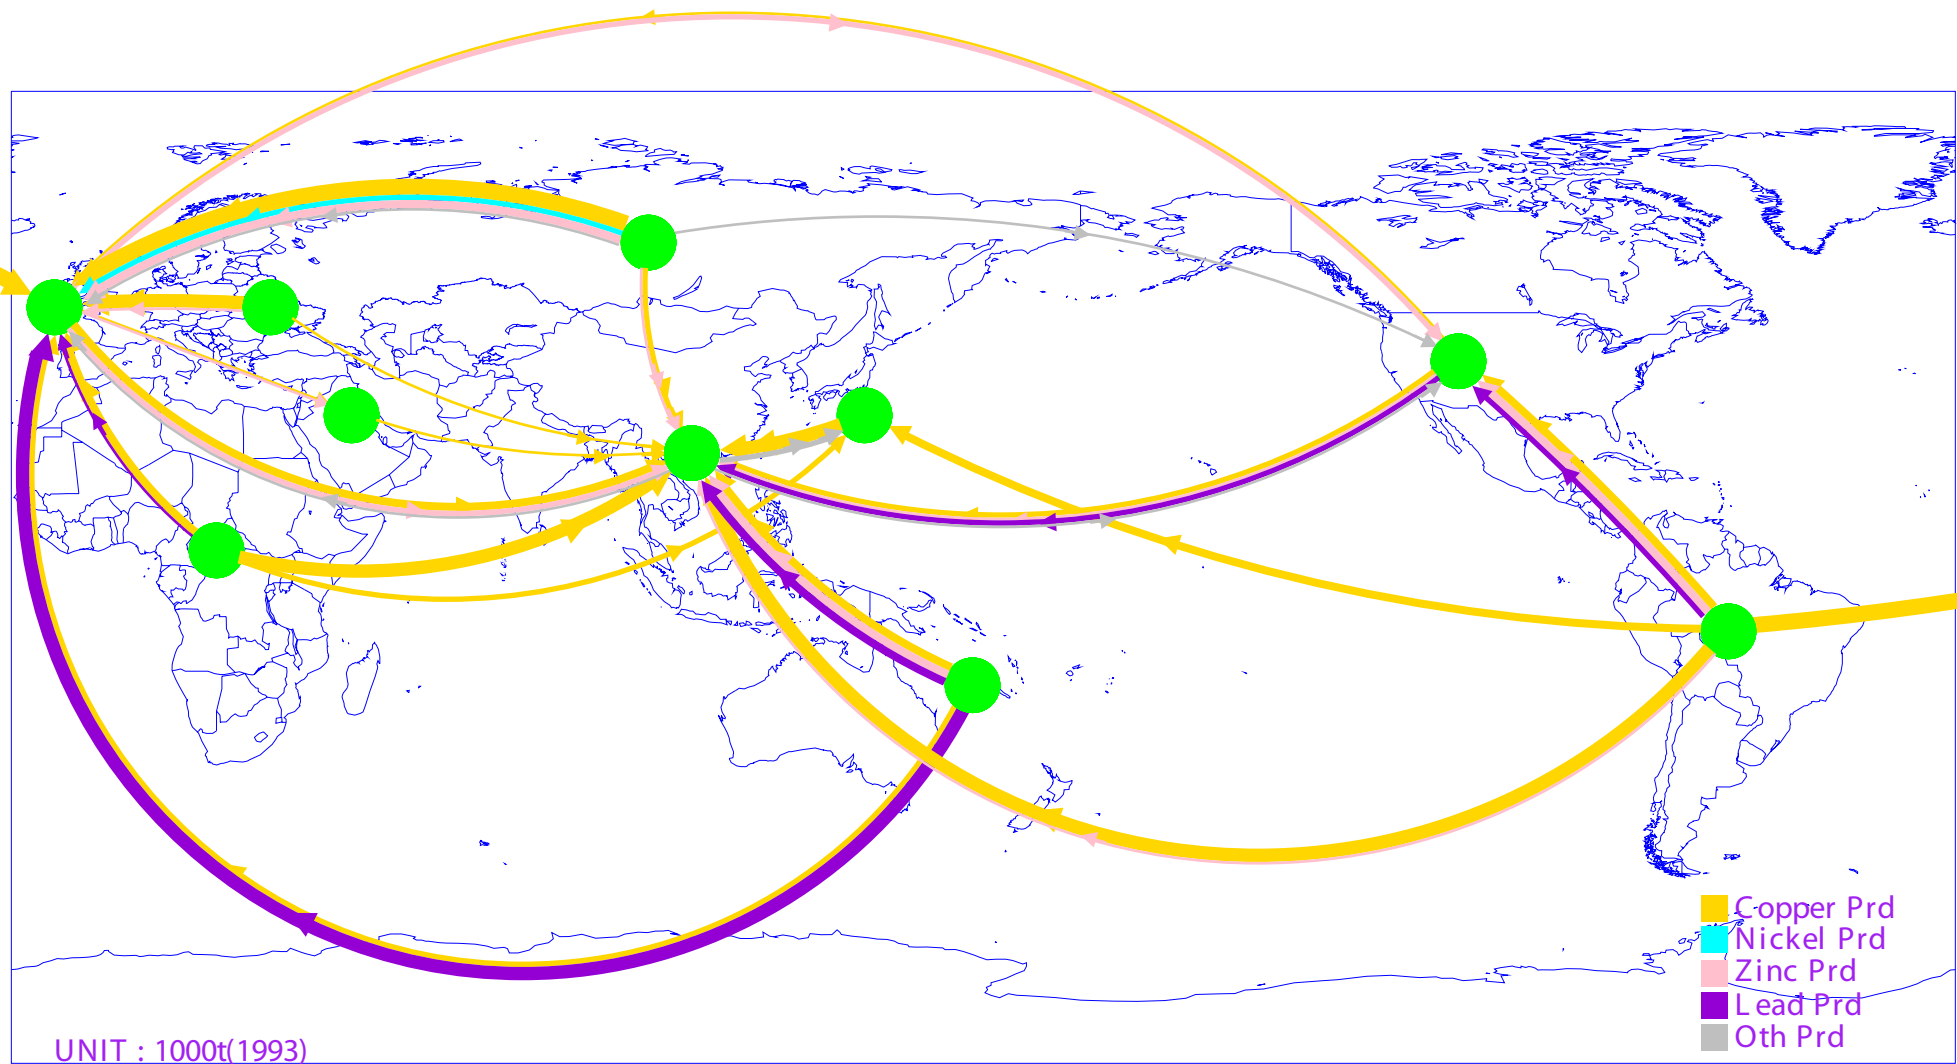 Copper Prd
Nickel Prd
Zinc Prd
Lead Prd
Oth Prd
UNIT : 1000t(1993)